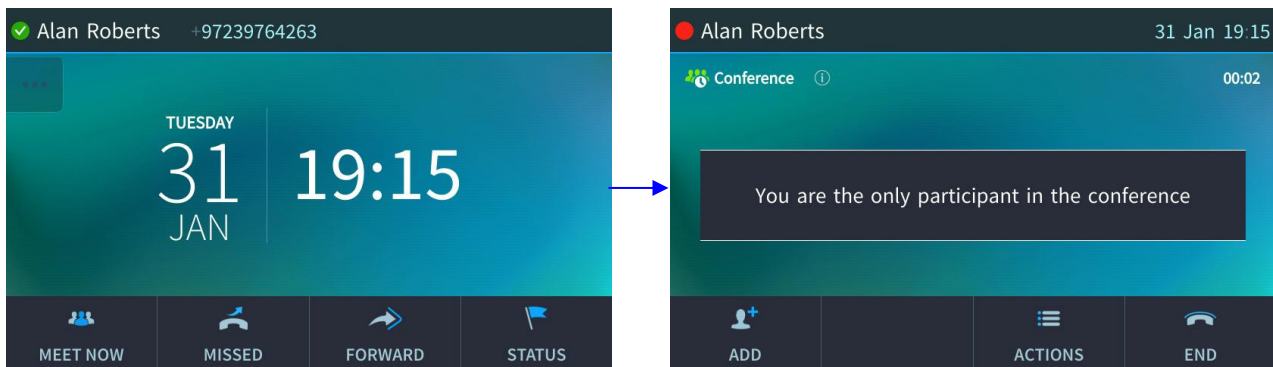 Alan Roberts +97239764263
TUESDAY
31
JAN
19:15
MEET NOW MISSED FORWARD STATUS
Alan Roberts 31 Jan 19:15
Conference 00:02
You are the only participant in the conference
ADD ACTIONS END